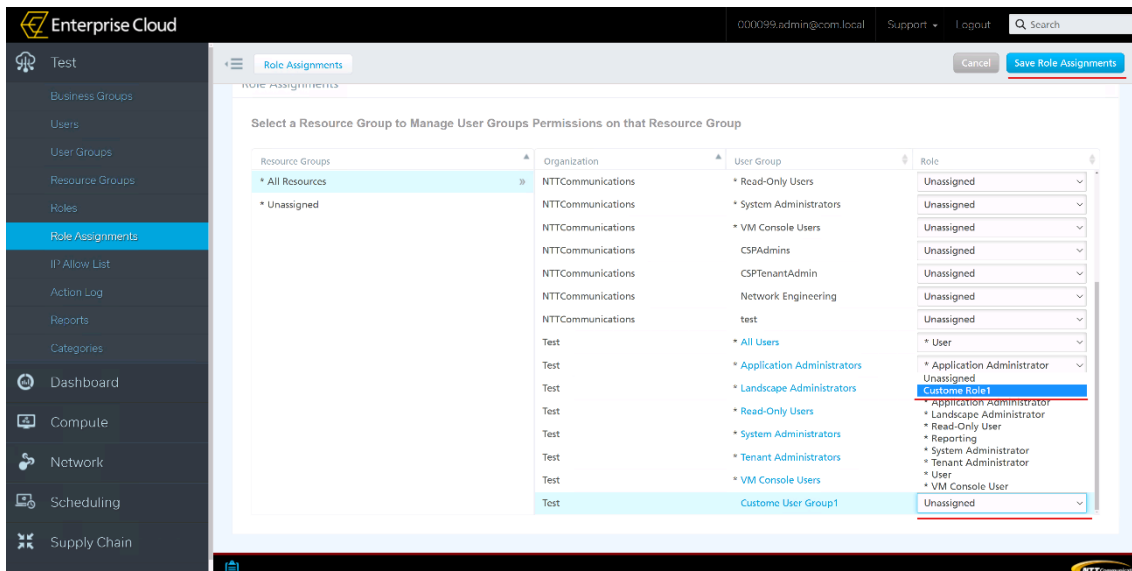 Enterprise Cloud
000099.admin@com.local
Support
Logout
Search
Test
Business Groups
Users
User Groups
Resource Groups
Roles
Role Assignments
IP Allow List
Action Log
Reports
Categories
Dashboard
Compute
Network
Scheduling
Supply Chain
Role Assignments
Cancel
Save Role Assignments
Role Assignments
Select a Resource Group to Manage User Groups Permissions on that Resource Group
Resource Groups
* All Resources »
* Unassigned
Organization User Group Role
NTTCommunications * Read-Only Users Unassigned
NTTCommunications * System Administrators Unassigned
NTTCommunications * VM Console Users Unassigned
NTTCommunications CSPAdmins Unassigned
NTTCommunications CSPTenantAdmin Unassigned
NTTCommunications Network Engineering Unassigned
NTTCommunications test Unassigned
Test * All Users * User
Test * Application Administrators * Application Administrator
Test * Landscape Administrators
Test * Read-Only Users
Test * System Administrators
Test * Tenant Administrators
Test * VM Console Users
Test Custome User Group1 Unassigned
Unassigned
Custome Role1
* Application Administrator
* Landscape Administrator
* Read-Only User
* Reporting
* System Administrator
* Tenant Administrator
* User
* VM Console User